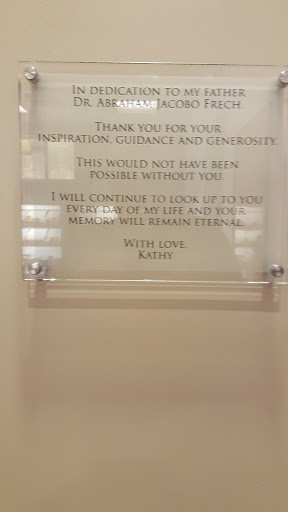 In dedication to my father
Dr. Abraham Jacobo Frech.
Thank you for your
inspiration, guidance and generosity.
This would not have been
possible without you.
I will continue to look up to you
every day of my life and your
memory will remain eternal.
With love,
Kathy